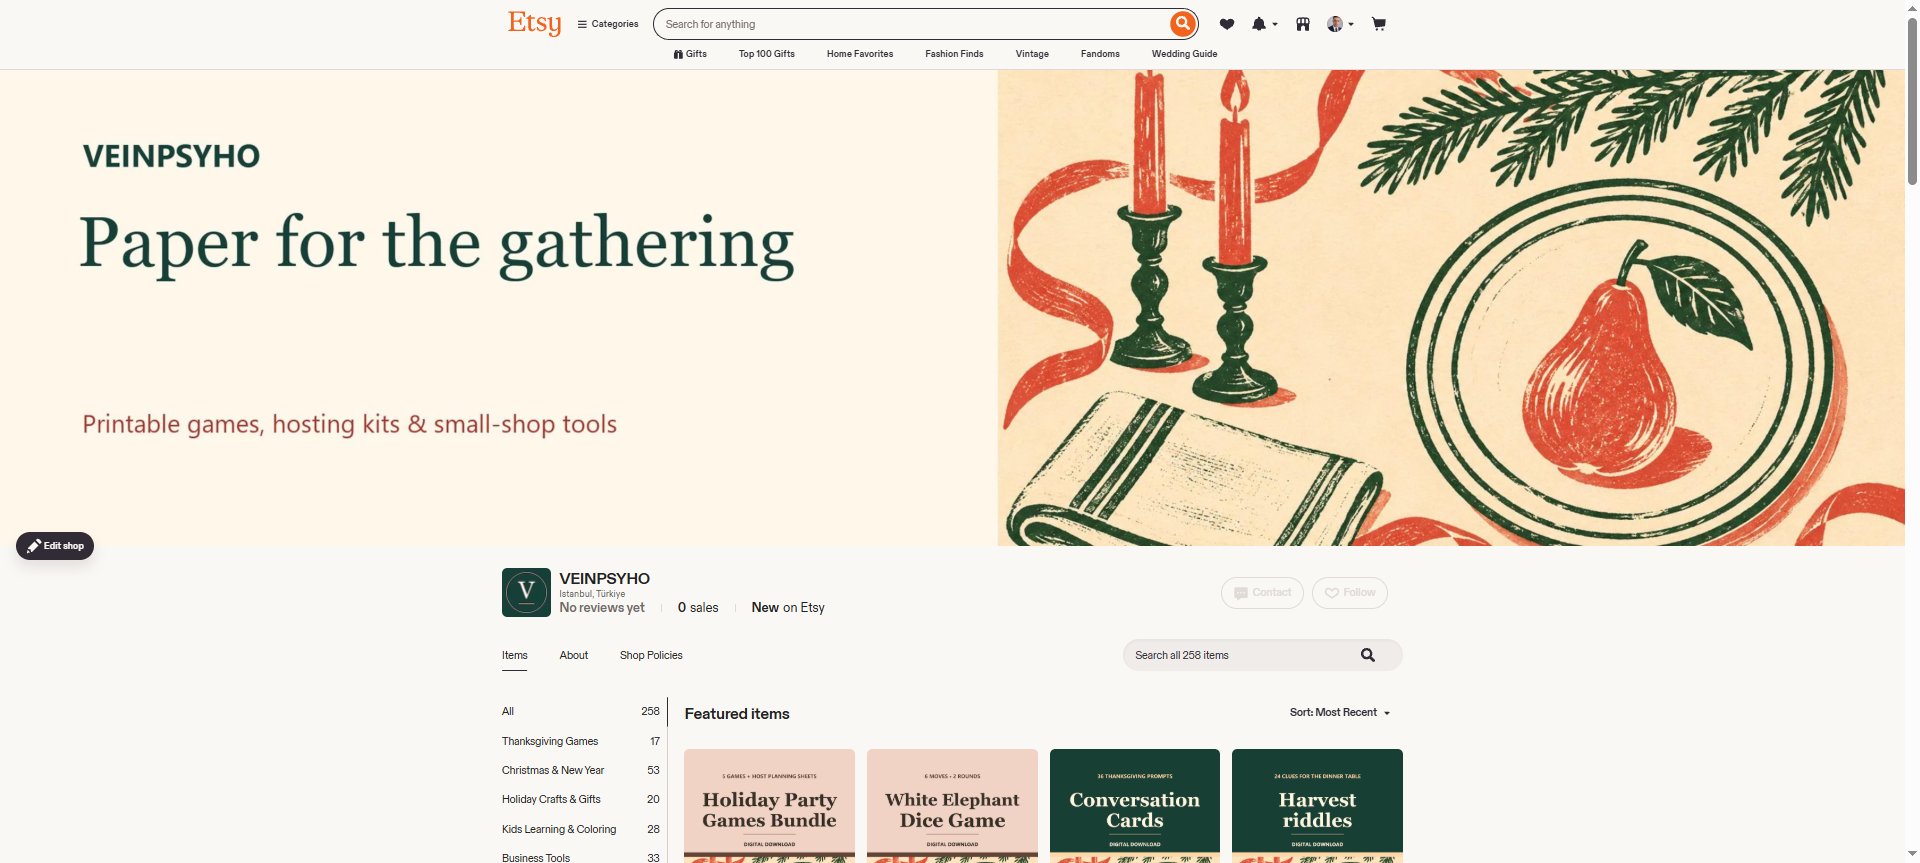 Etsy
Categories
Search for anything
Gifts
Top 100 Gifts
Home Favorites
Fashion Finds
Vintage
Fandoms
Wedding Guide
VEINPSYHO
Paper for the gathering
Printable games, hosting kits & small-shop tools
Edit shop
V
VEINPSYHO
Istanbul, Türkiye
No reviews yet
0 sales
New on Etsy
Contact
Follow
Items
About
Shop Policies
Search all 258 items
All 258
Thanksgiving Games 17
Christmas & New Year 53
Holiday Crafts & Gifts 20
Kids Learning & Coloring 28
Business Tools 33
Featured items
Sort: Most Recent
5 GAMES + HOST PLANNING SHEETS
Holiday Party
Games Bundle
DIGITAL DOWNLOAD
6 MOVES · 2 ROUNDS
White Elephant
Dice Game
DIGITAL DOWNLOAD
36 THANKSGIVING PROMPTS
Conversation
Cards
DIGITAL DOWNLOAD
24 CLUES FOR THE DINNER TABLE
Harvest
riddles
DIGITAL DOWNLOAD